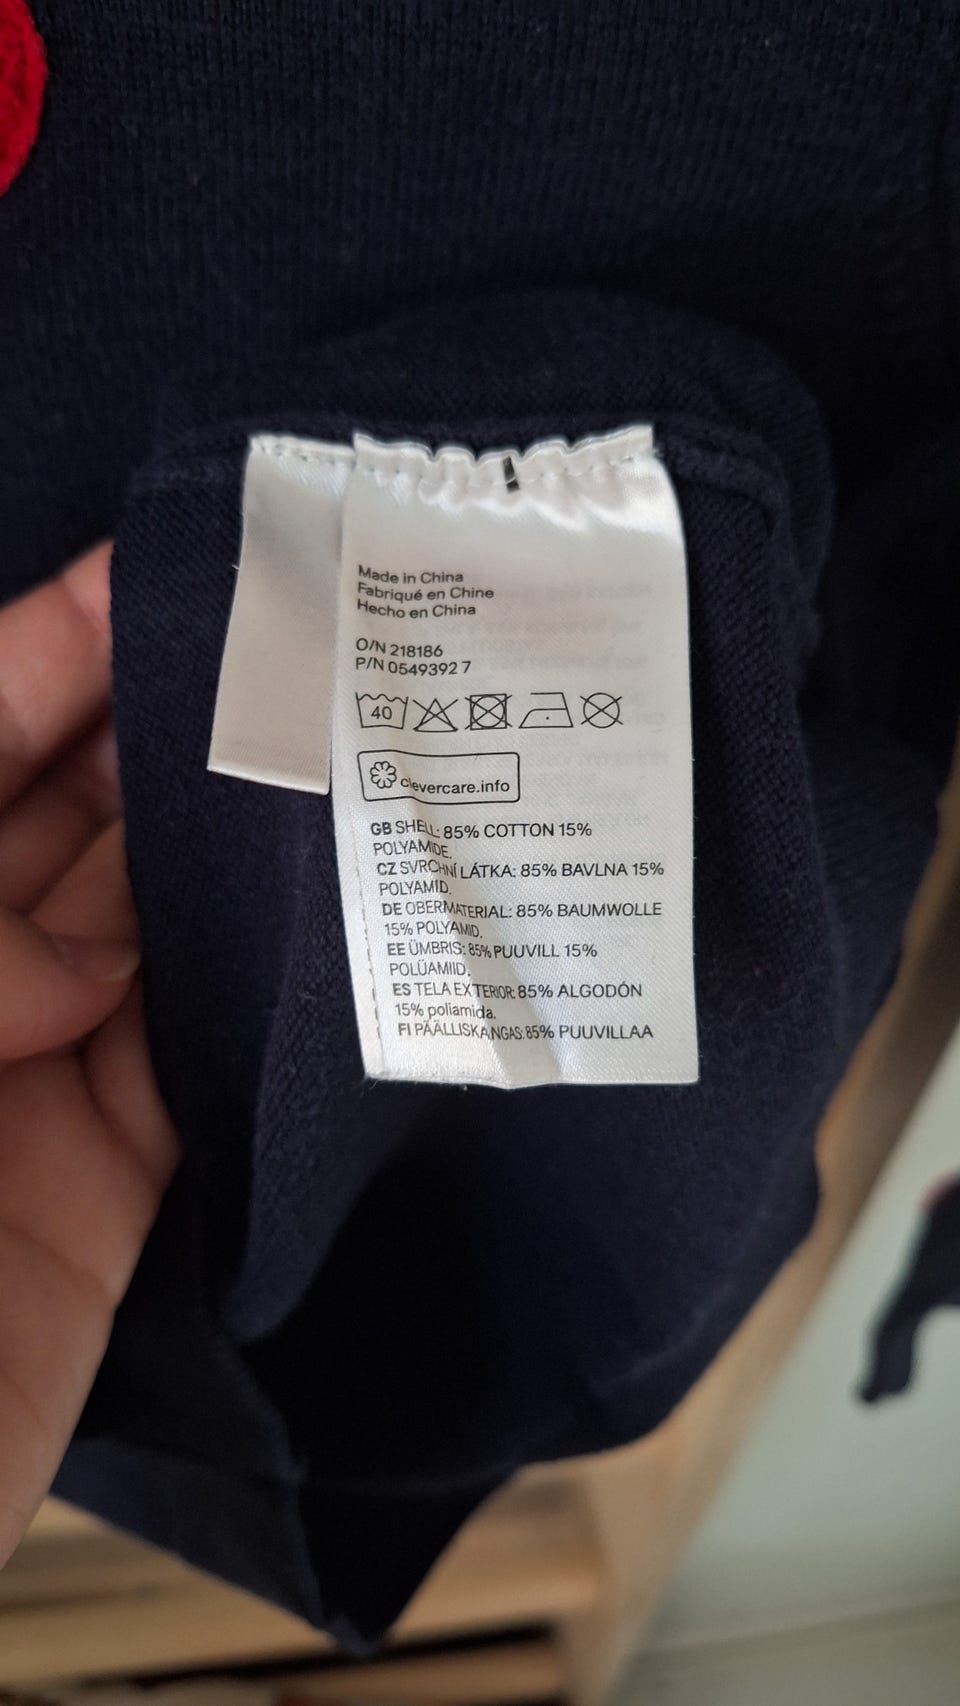 Made in China
Fabriqué en Chine
Hecho en China
O/N 218186
P/N 0549392 7
40
clevercare.info
GB SHELL: 85% COTTON 15%
POLYAMIDE.
CZ SVRCHNÍ LÁTKA: 85% BAVLNA 15%
POLYAMID.
DE OBERMATERIAL: 85% BAUMWOLLE
15% POLYAMID.
EE ÜMBRIS: 85% PUUVILL 15%
POLÜAMIID.
ES TELA EXTERIOR: 85% ALGODÓN
15% poliamida.
FI PÄÄLLISKANGAS: 85% PUUVILLAA